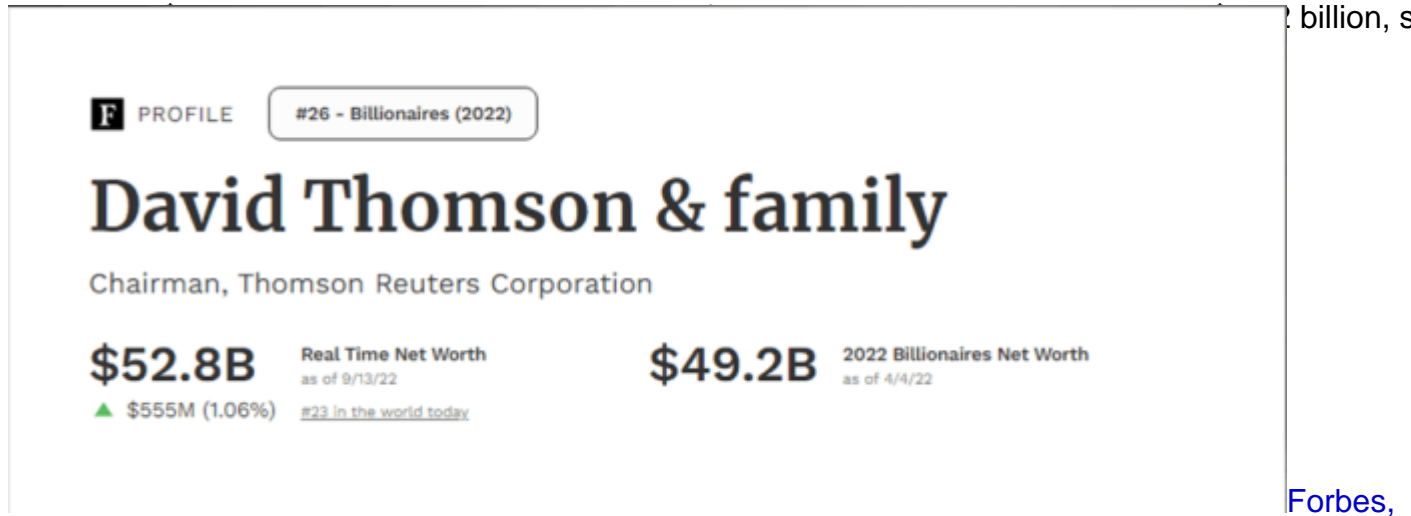 billion, s
F PROFILE #26 - Billionaires (2022)
David Thomson & family
Chairman, Thomson Reuters Corporation
$52.8B Real Time Net Worth $49.2B 2022 Billionaires Net Worth
as of 9/13/22 as of 4/4/22
$555M (1.06%) #23 in the world today
Forbes,